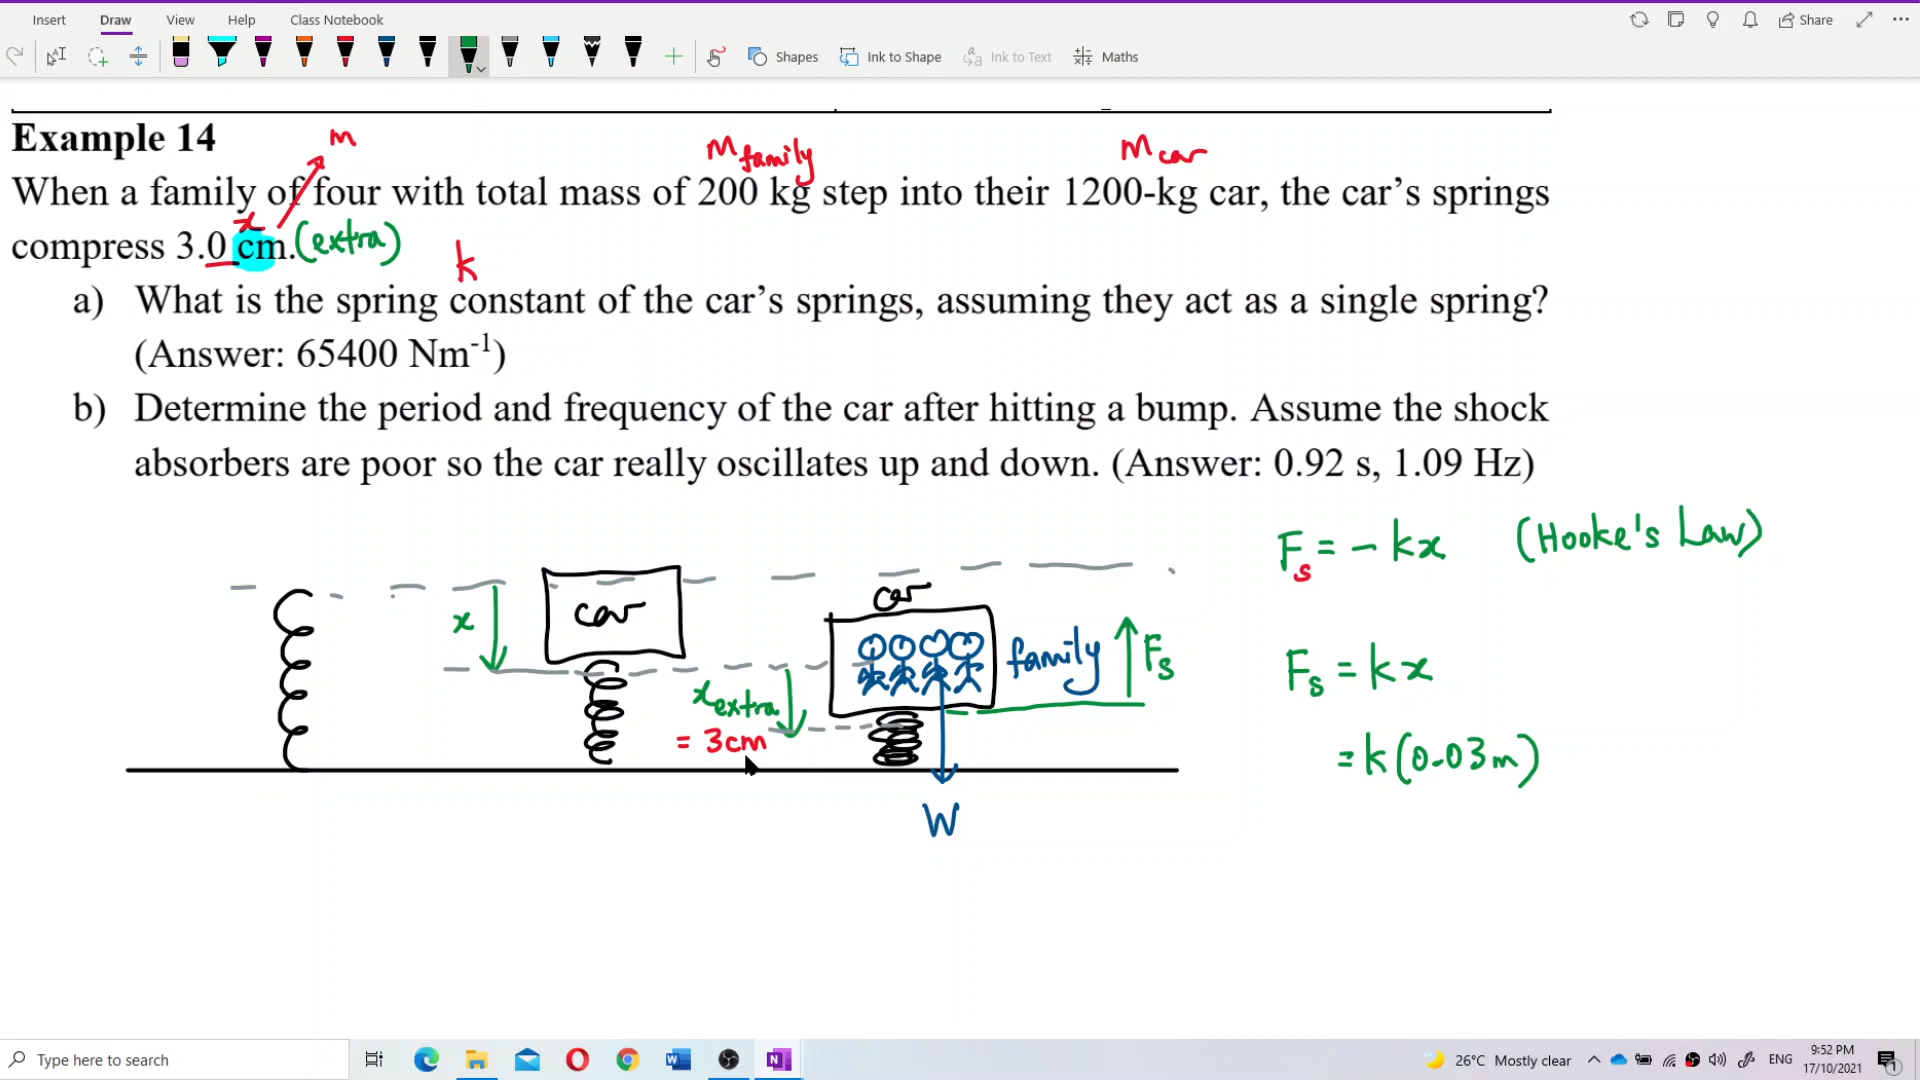 Insert Draw View Help Class Notebook Share
Shapes Ink to Shape Ink to Text Maths
Example 14
m
M family
M car
When a family of four with total mass of 200 kg step into their 1200-kg car, the car's springs
x
compress 3.0 cm. (extra)
k
a) What is the spring constant of the car's springs, assuming they act as a single spring?
(Answer: 65400 Nm-1)
b) Determine the period and frequency of the car after hitting a bump. Assume the shock
absorbers are poor so the car really oscillates up and down. (Answer: 0.92 s, 1.09 Hz)
Fs = - kx (Hooke's Law)
car
x
car
family
Fs
xextra
= 3cm
W
Fs = kx
= k(0.03m)
Type here to search
26°C Mostly clear ENG 9:52 PM
17/10/2021